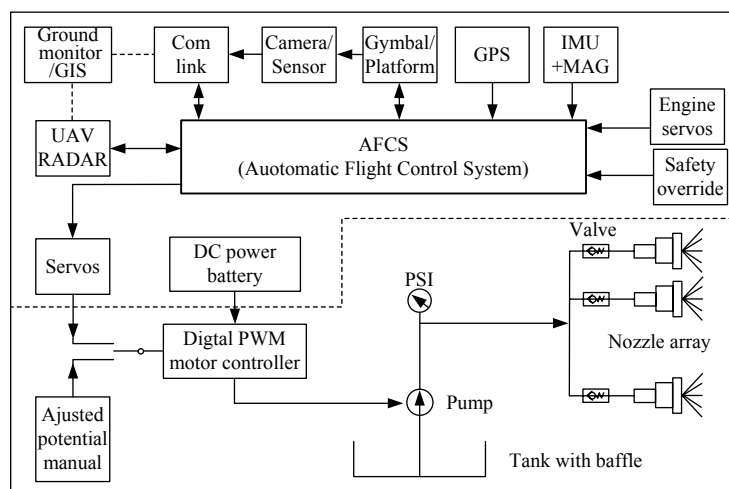 Ground
monitor
/GIS
Com
link
Camera/
Sensor
Gymbal/
Platform
GPS
IMU
+MAG
UAV
RADAR
AFCS
(Auotomatic Flight Control System)
Engine
servos
Safety
override
Servos
DC power
battery
Valve
PSI
Digtal PWM
motor controller
Nozzle array
Ajusted
potential
manual
Pump
Tank with baffle